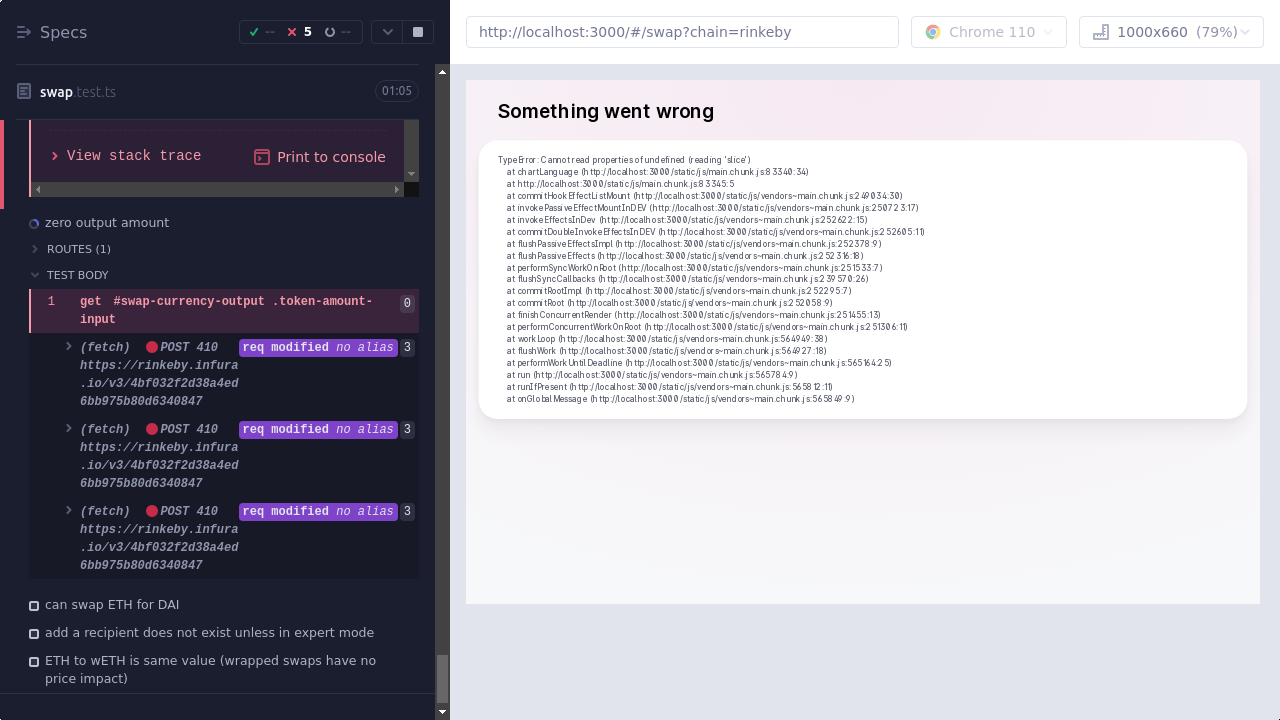 Specs
-- 5 --
swap.test.ts
01:05
View stack trace
Print to console
zero output amount
ROUTES (1)
TEST BODY
1 get #swap-currency-output .token-amount-
input
0
(fetch) POST 410
https://rinkeby.infura
.io/v3/4bf032f2d38a4ed
6bb975b80d6340847
req modified no alias 3
(fetch) POST 410
https://rinkeby.infura
.io/v3/4bf032f2d38a4ed
6bb975b80d6340847
req modified no alias 3
(fetch) POST 410
https://rinkeby.infura
.io/v3/4bf032f2d38a4ed
6bb975b80d6340847
req modified no alias 3
can swap ETH for DAI
add a recipient does not exist unless in expert mode
ETH to wETH is same value (wrapped swaps have no
price impact)
http://localhost:3000/#/swap?chain=rinkeby
Chrome 110
1000x660 (79%)
Something went wrong
TypeError: Cannot read properties of undefined (reading 'slice')
at chartLanguage (http://localhost:3000/static/js/main.chunk.js:83340:34)
at http://localhost:3000/static/js/main.chunk.js:83345:5
at commitHookEffectListMount (http://localhost:3000/static/js/vendors~main.chunk.js:249034:30)
at invokePassiveEffectMountInDEV (http://localhost:3000/static/js/vendors~main.chunk.js:250723:17)
at invokeEffectsInDev (http://localhost:3000/static/js/vendors~main.chunk.js:252622:15)
at commitDoubleInvokeEffectsInDEV (http://localhost:3000/static/js/vendors~main.chunk.js:252605:11)
at flushPassiveEffectsImpl (http://localhost:3000/static/js/vendors~main.chunk.js:252378:9)
at flushPassiveEffects (http://localhost:3000/static/js/vendors~main.chunk.js:252316:18)
at performSyncWorkOnRoot (http://localhost:3000/static/js/vendors~main.chunk.js:251533:7)
at flushSyncCallbacks (http://localhost:3000/static/js/vendors~main.chunk.js:239570:26)
at commitRootImpl (http://localhost:3000/static/js/vendors~main.chunk.js:252295:7)
at commitRoot (http://localhost:3000/static/js/vendors~main.chunk.js:252058:9)
at finishConcurrentRender (http://localhost:3000/static/js/vendors~main.chunk.js:251455:13)
at performConcurrentWorkOnRoot (http://localhost:3000/static/js/vendors~main.chunk.js:251306:11)
at workLoop (http://localhost:3000/static/js/vendors~main.chunk.js:564949:38)
at flushWork (http://localhost:3000/static/js/vendors~main.chunk.js:564927:18)
at performWorkUntilDeadline (http://localhost:3000/static/js/vendors~main.chunk.js:565164:25)
at run (http://localhost:3000/static/js/vendors~main.chunk.js:565784:9)
at runIfPresent (http://localhost:3000/static/js/vendors~main.chunk.js:565812:11)
at onGlobalMessage (http://localhost:3000/static/js/vendors~main.chunk.js:565849:9)